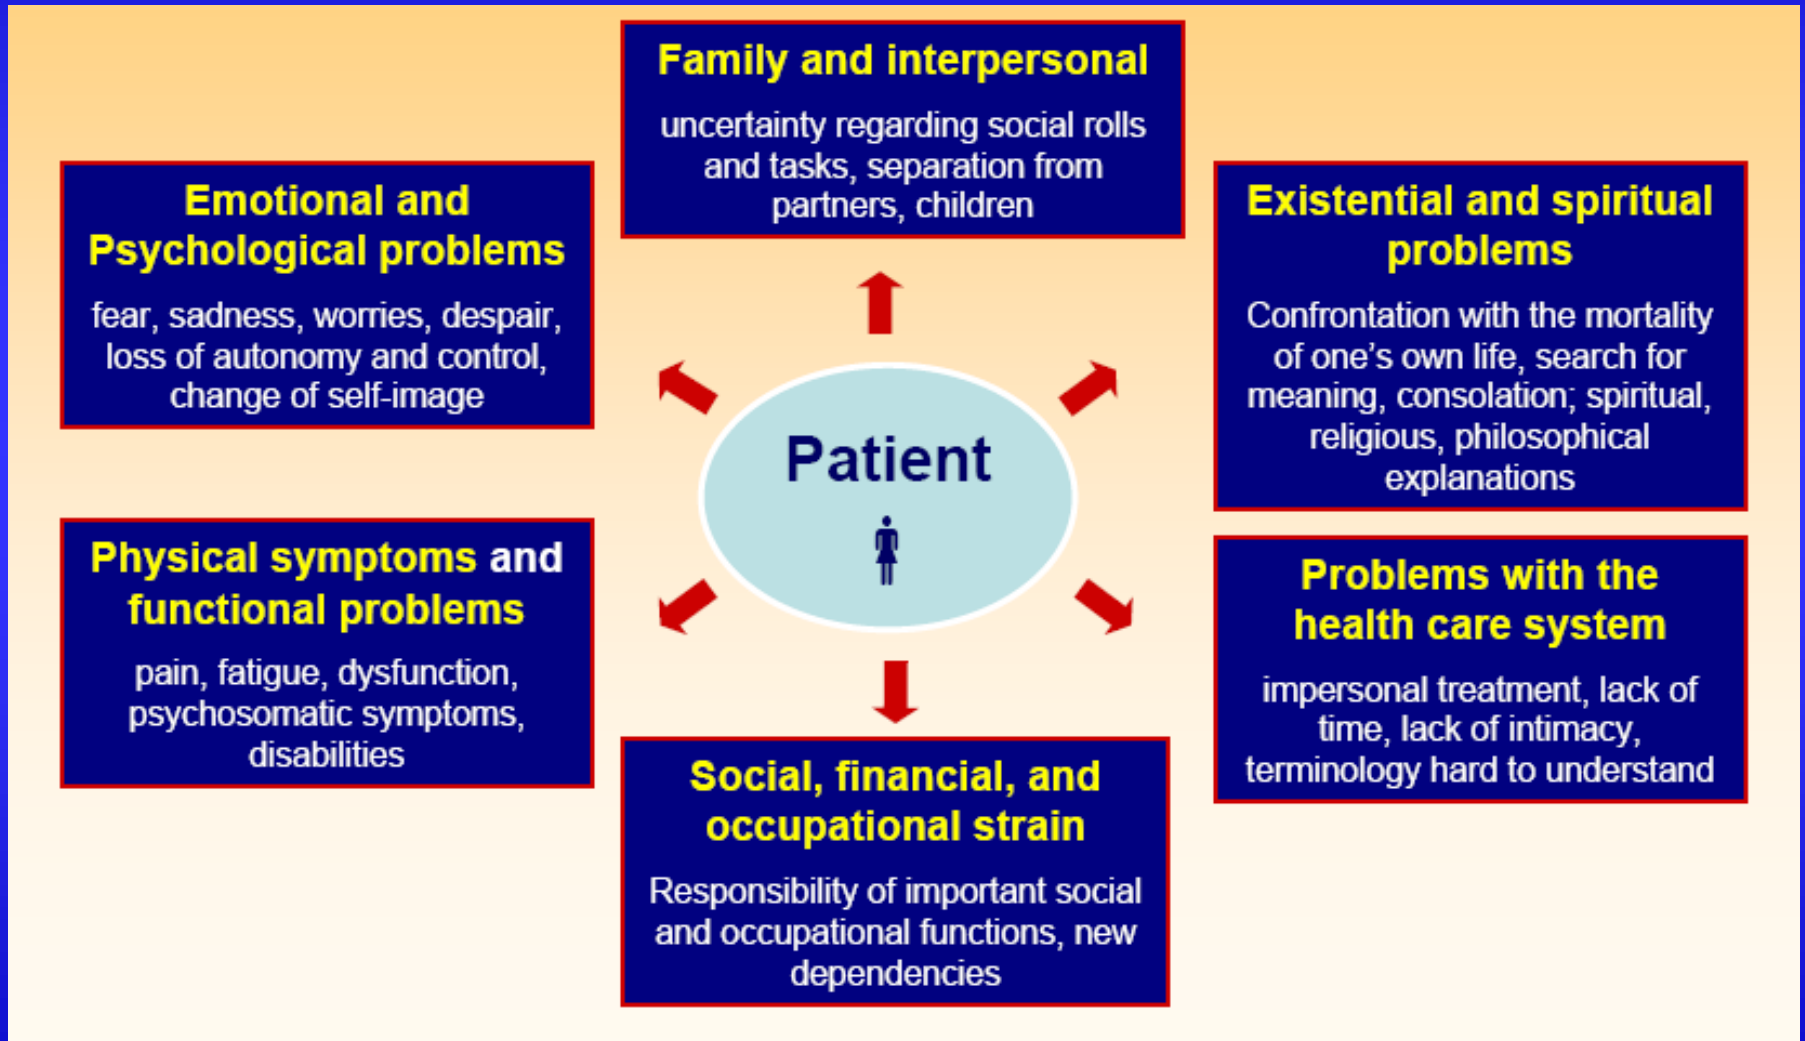 Family and interpersonal
uncertainty regarding social rolls
and tasks, separation from
partners, children
Emotional and
Psychological problems
fear, sadness, worries, despair,
loss of autonomy and control,
change of self-image
Existential and spiritual
problems
Confrontation with the mortality
of one's own life, search for
meaning, consolation; spiritual,
religious, philosophical
explanations
Patient
Physical symptoms and
functional problems
pain, fatigue, dysfunction,
psychosomatic symptoms,
disabilities
Problems with the
health care system
impersonal treatment, lack of
time, lack of intimacy,
terminology hard to understand
Social, financial, and
occupational strain
Responsibility of important social
and occupational functions, new
dependencies